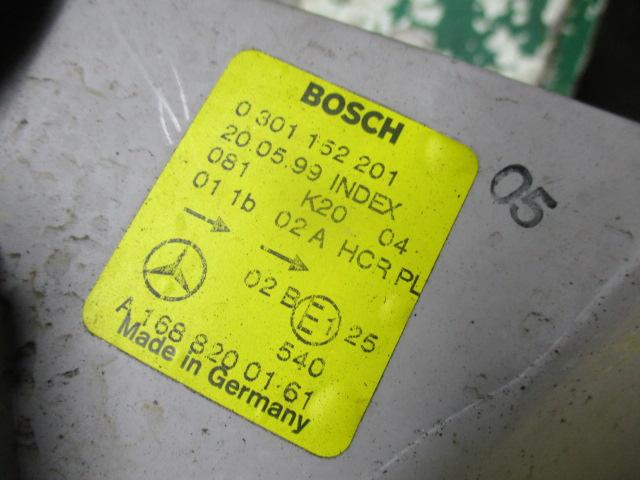 BOSCH
0 301 152 201
20.05.99 INDEX
081 K20 04
01 1b 02 A HCR PL
02 B E1 25
540
A 168 820 01 61
Made in Germany
05